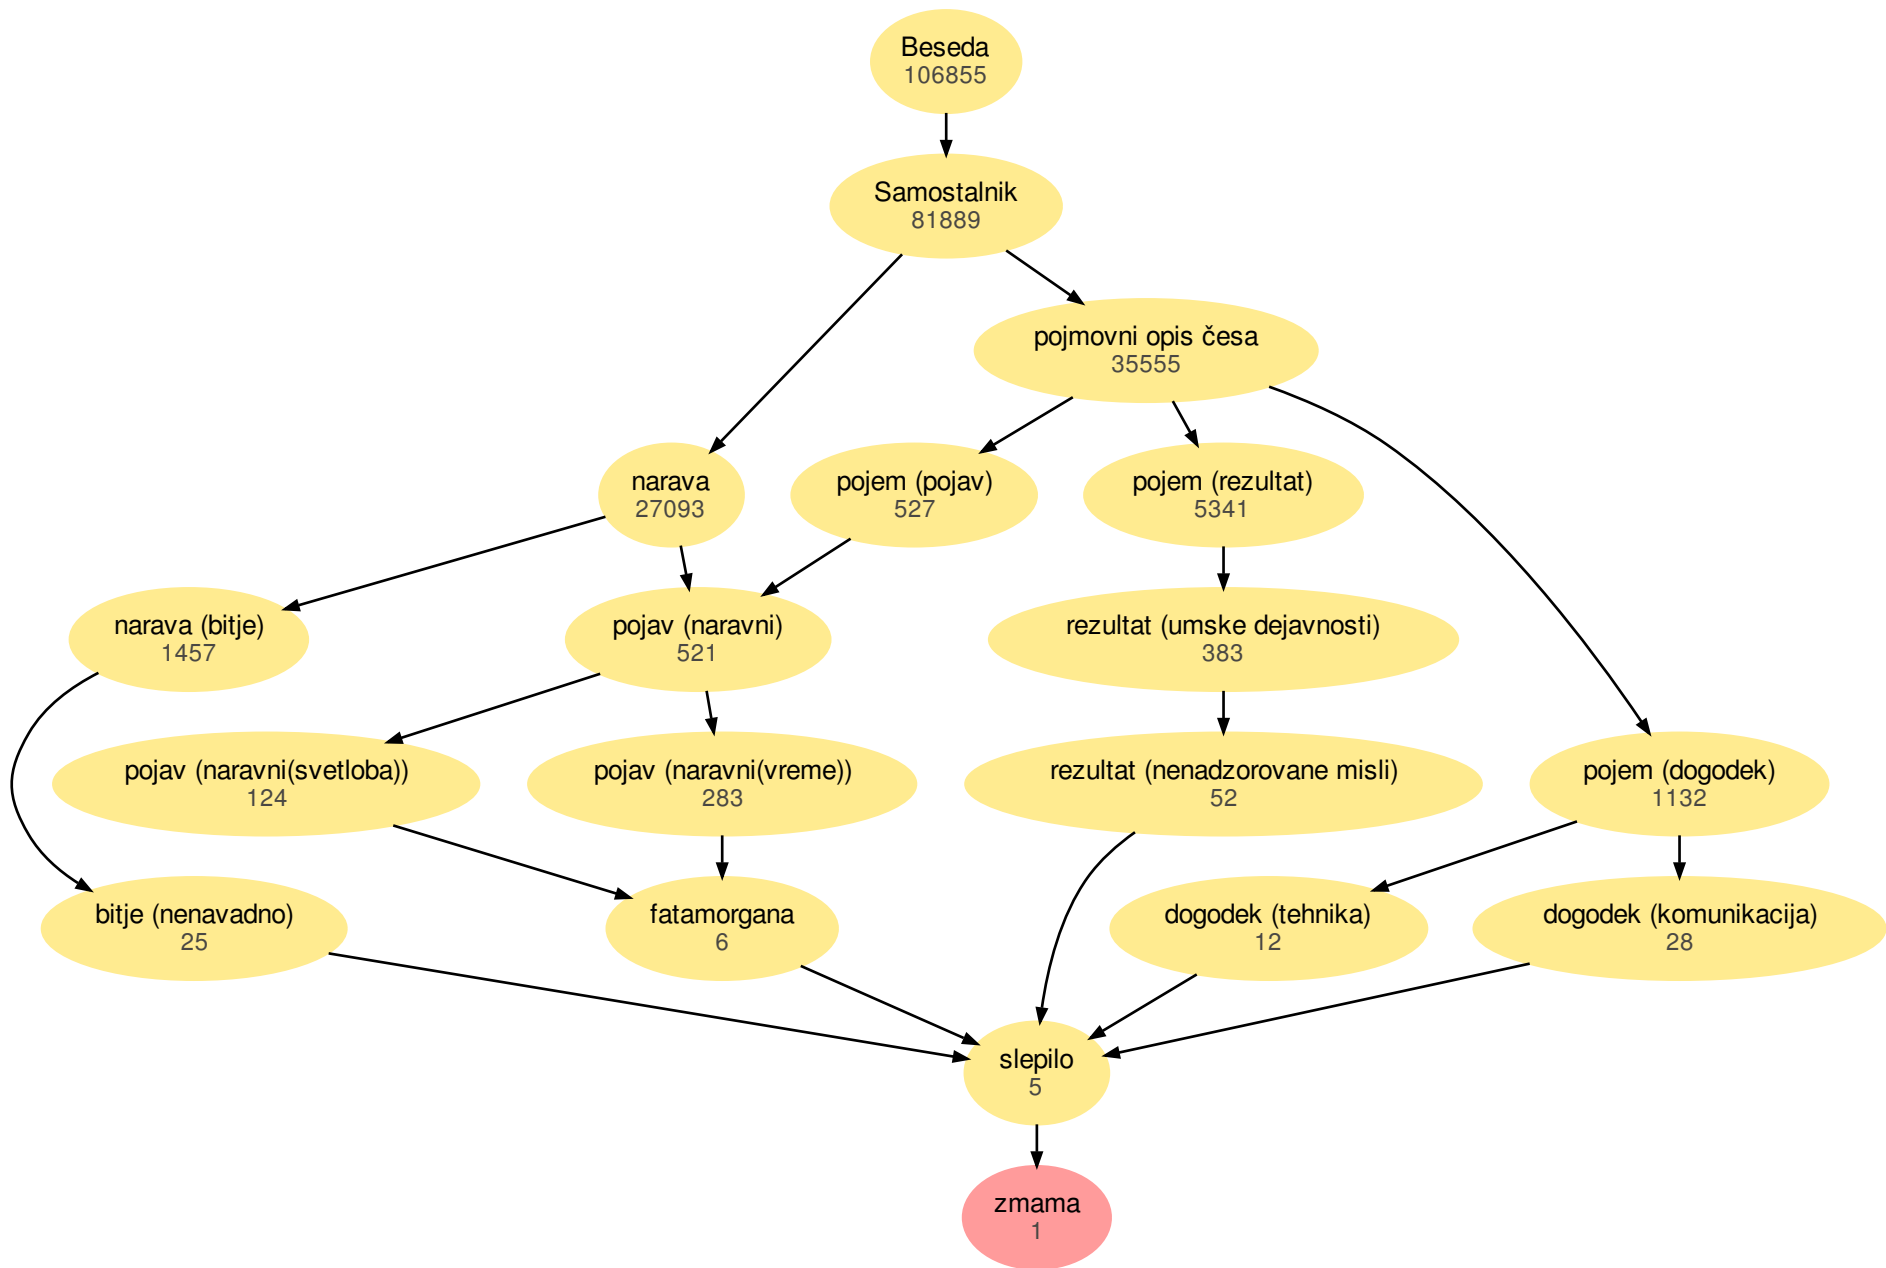 Beseda
106855
Samostalnik
81889
pojmovni opis česa
35555
narava
27093
pojem (pojav)
527
pojem (rezultat)
5341
narava (bitje)
1457
pojav (naravni)
521
rezultat (umske dejavnosti)
383
pojav (naravni(svetloba))
124
pojav (naravni(vreme))
283
rezultat (nenadzorovane misli)
52
pojem (dogodek)
1132
bitje (nenavadno)
25
fatamorgana
6
dogodek (tehnika)
12
dogodek (komunikacija)
28
slepilo
5
zmama
1